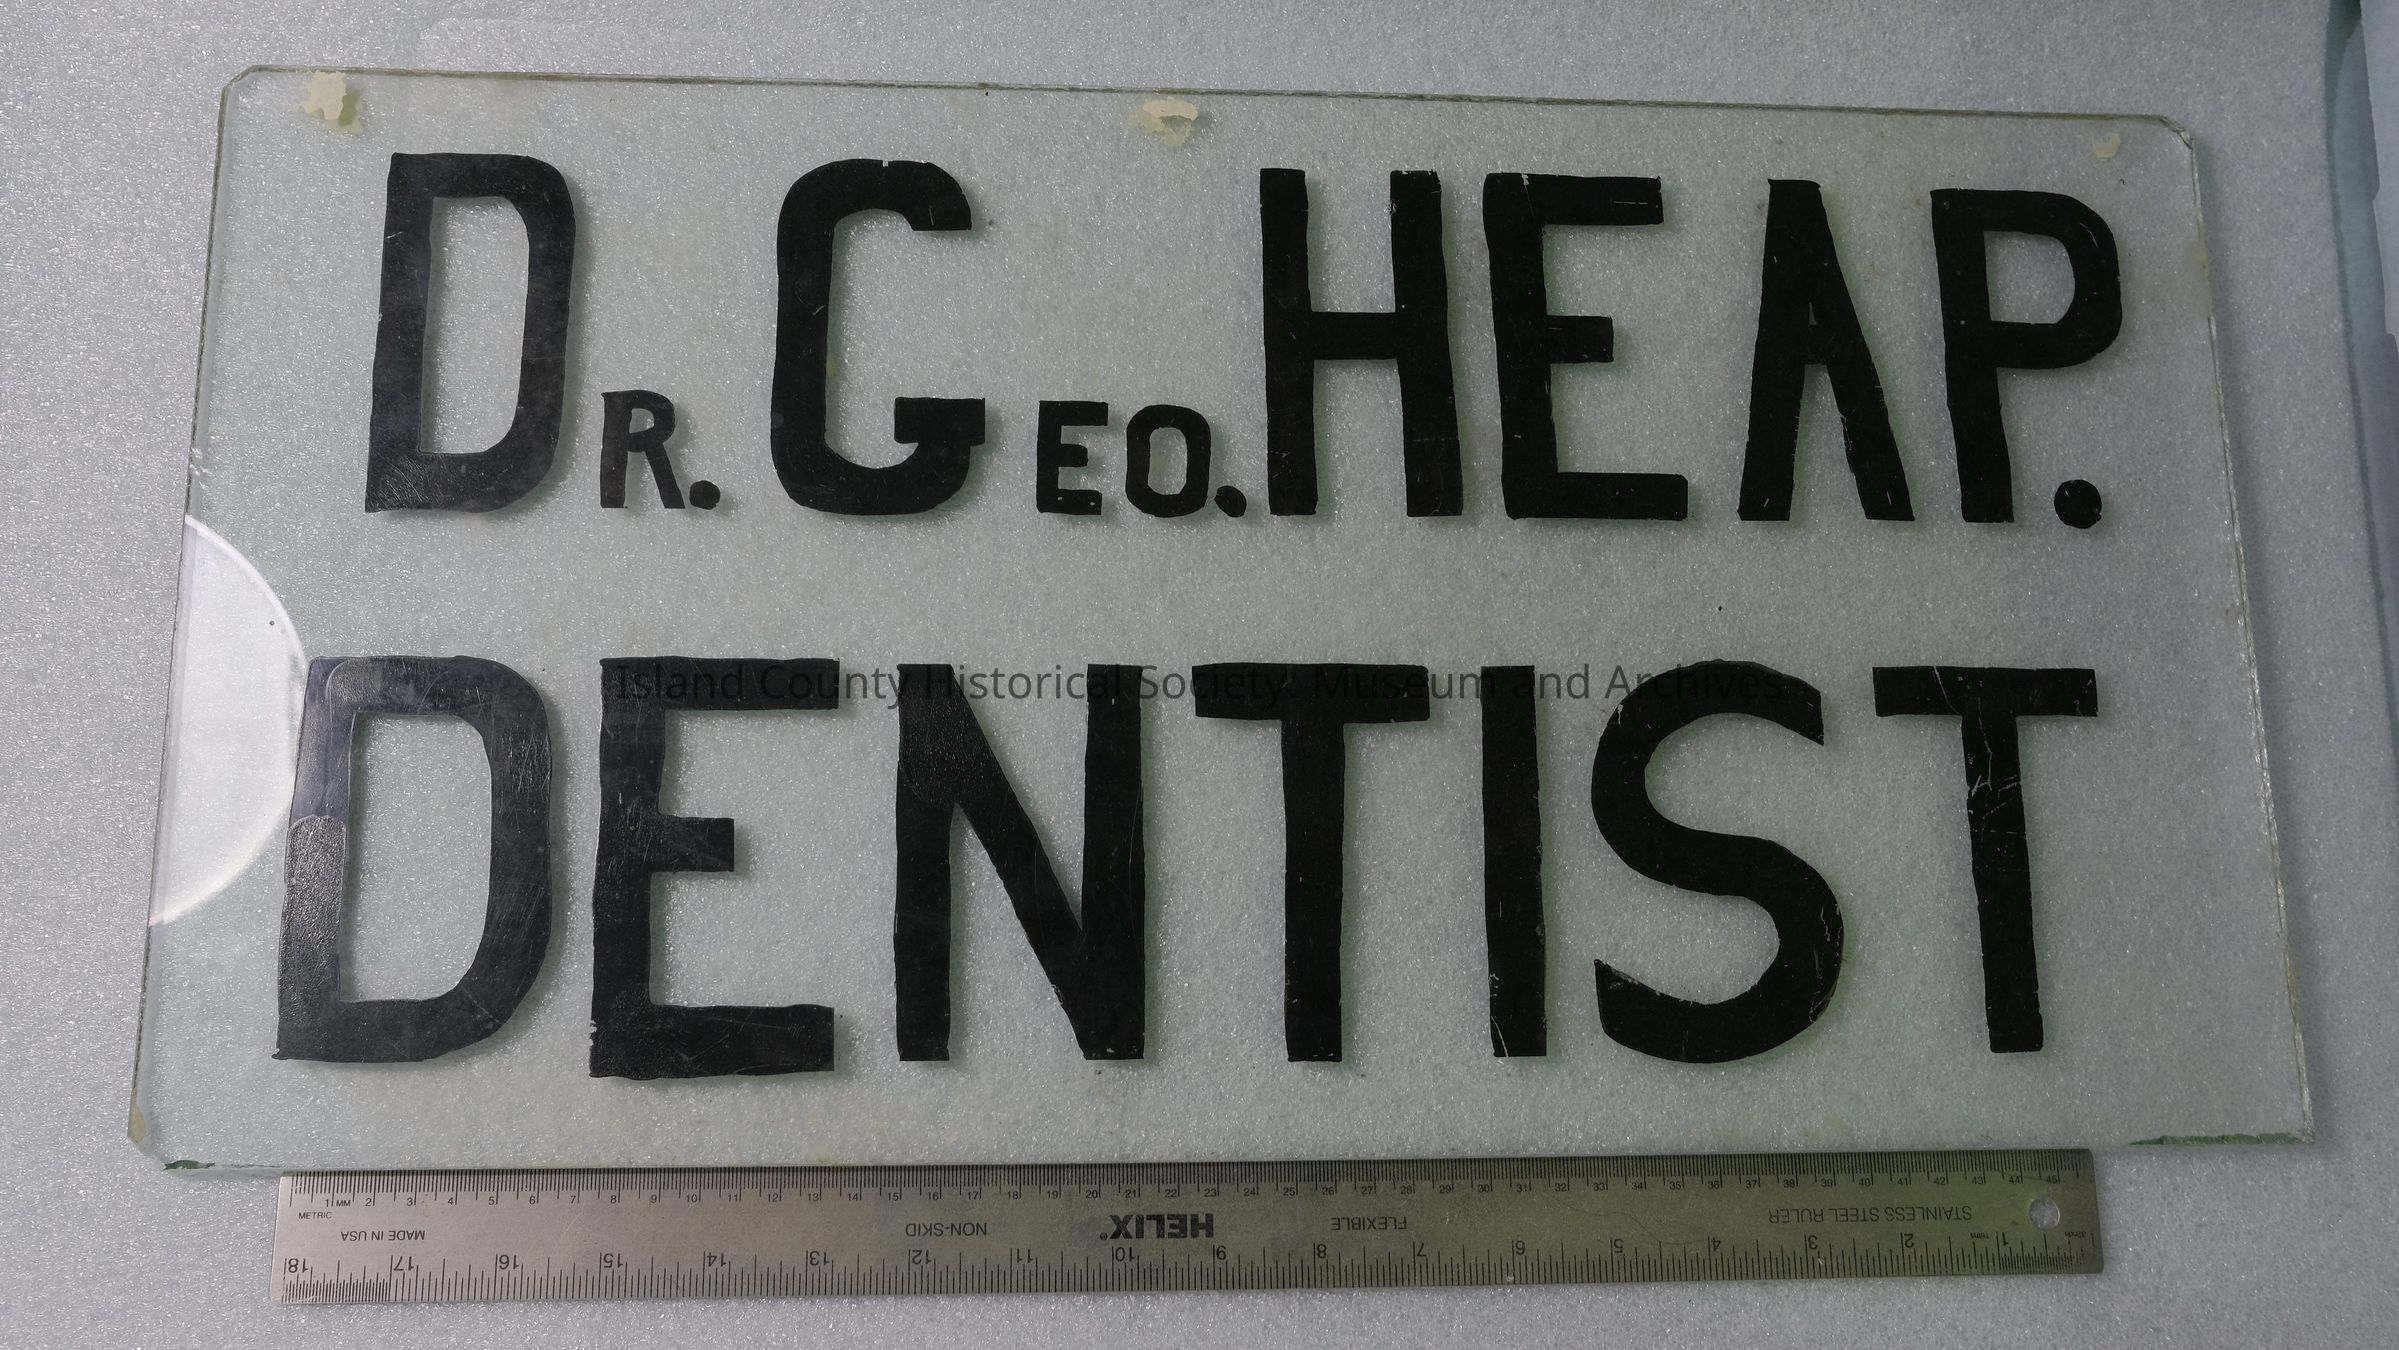 DR. GEO. HEAP.
Island County Historical Society: Museum and Archives
DENTIST
1 MM 2 3 4 5 6 7 8 9 10 11 12 13 14 15 16 17 18 19 20 21 22 23 24 25 26 27 28 29 30 31 32 33 34 35 36 37 38 39 40 41 42 43 44 45
METRIC
MADE IN USA NON-SKID HELIX® FLEXIBLE STAINLESS STEEL RULER
18 17 16 15 14 13 12 11 10 9 8 7 6 5 4 3 2 16ths 1 32nds